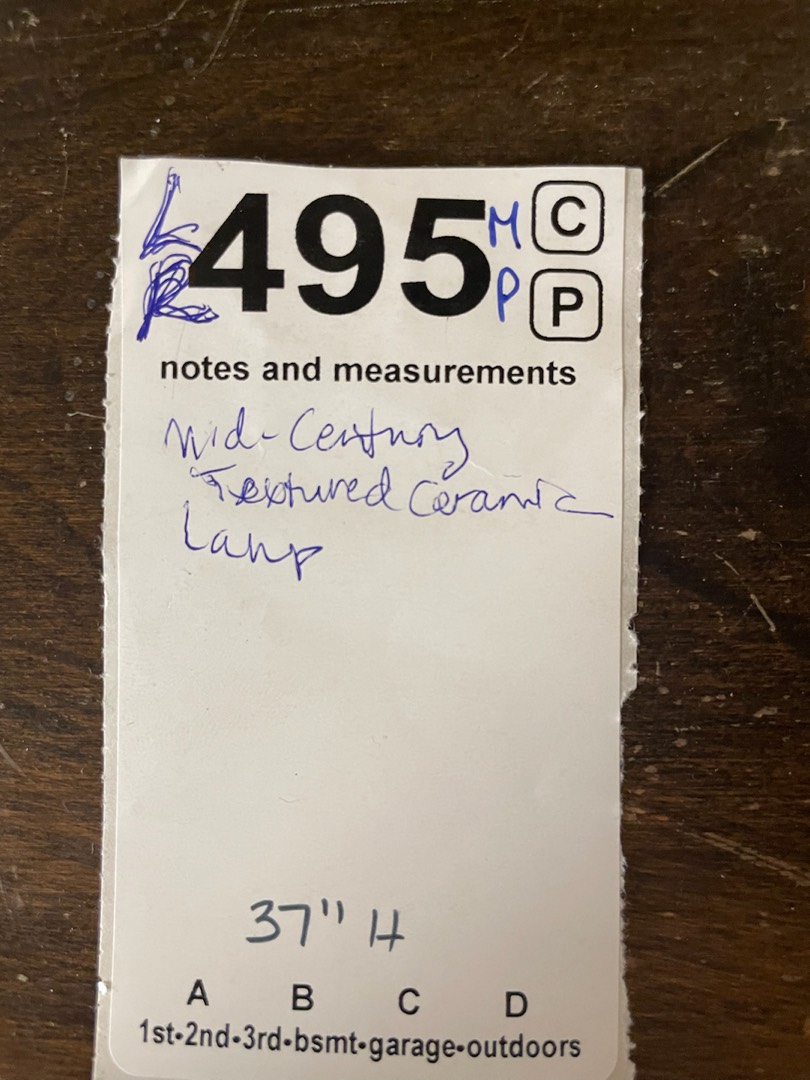 L 495 M C
R P P
notes and measurements
Mid-Century
Textured Ceramic
Lamp
37" H
A B C D
1st•2nd•3rd•bsmt•garage•outdoors